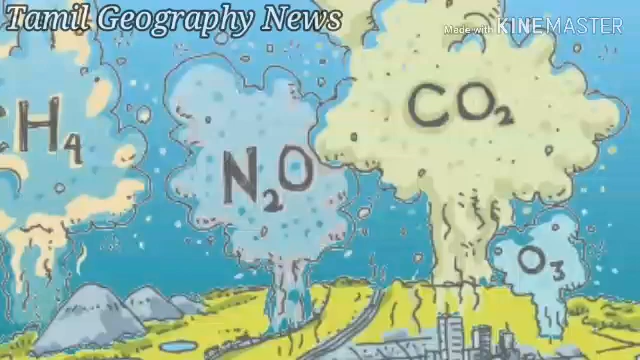 Tamil Geography News
Made with KINEMASTER
CO₂
CH₄
N₂O
O₃